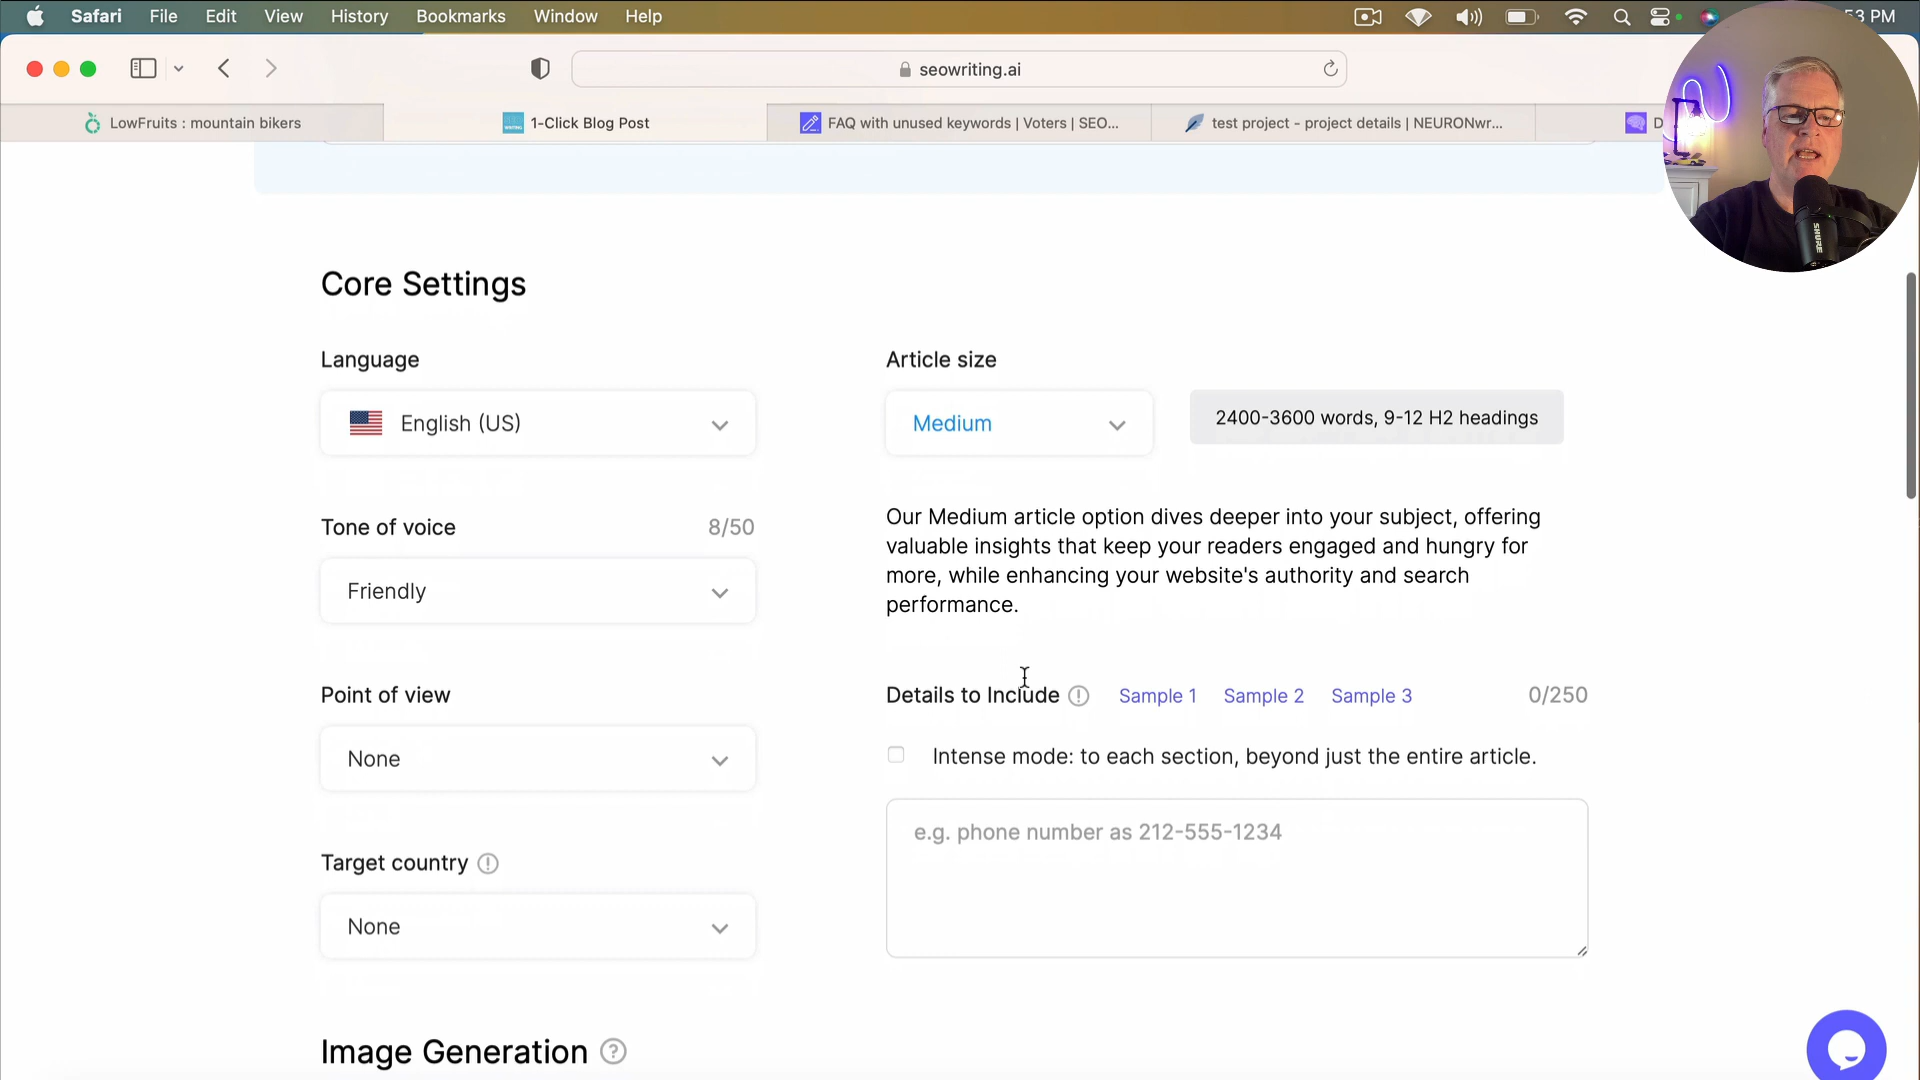 Safari File Edit View History Bookmarks Window Help
53 PM
seowriting.ai
LowFruits : mountain bikers
1-Click Blog Post
FAQ with unused keywords | Voters | SEO...
test project - project details | NEURONwr...
D
Core Settings
Language
Article size
English (US)
Medium
2400-3600 words, 9-12 H2 headings
Tone of voice
8/50
Friendly
Our Medium article option dives deeper into your subject, offering
valuable insights that keep your readers engaged and hungry for
more, while enhancing your website's authority and search
performance.
Point of view
None
Details to Include
Sample 1 Sample 2 Sample 3
0/250
Intense mode: to each section, beyond just the entire article.
e.g. phone number as 212-555-1234
Target country
None
Image Generation
SHURE